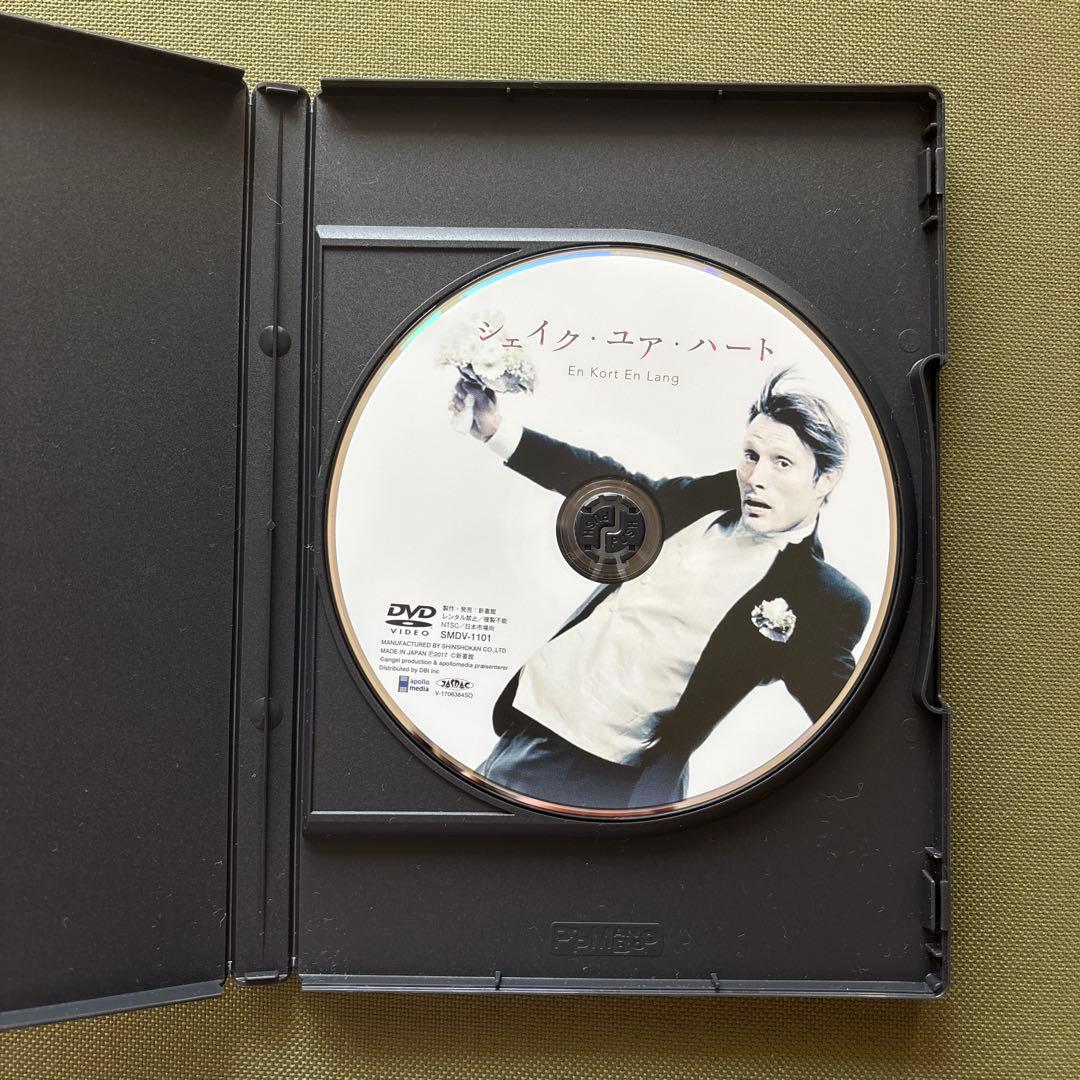 シェイク・ユア・ハート
En Kort En Lang
Hold PUSH
DVD
VIDEO
製作・発売:新書館
レンタル禁止/複製不能
NTSC/日本市場向
SMDV-1101
MANUFACTURED BY SHINSHOKAN CO.,LTD
MADE IN JAPAN Ⓟ2017 ©新書館
©angel production & apollomedia præsenterer
Distributed by DBI Inc
apollo
media
JASRAC
V-1706384SO